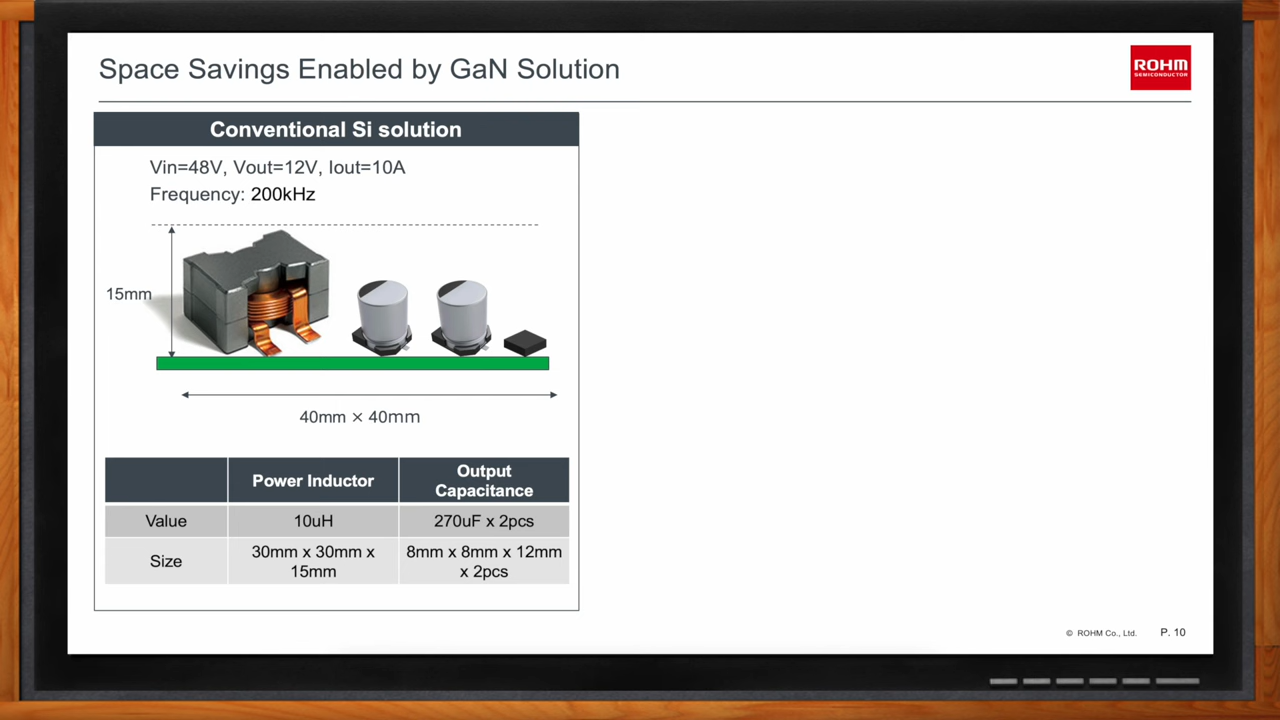 Space Savings Enabled by GaN Solution
ROHM
SEMICONDUCTOR
Conventional Si solution
Vin=48V, Vout=12V, Iout=10A
Frequency: 200kHz
15mm
40mm × 40mm
Power Inductor
Output
Capacitance
Value
10uH
270uF x 2pcs
Size
30mm x 30mm x
15mm
8mm x 8mm x 12mm
x 2pcs
© ROHM Co., Ltd.
P. 10